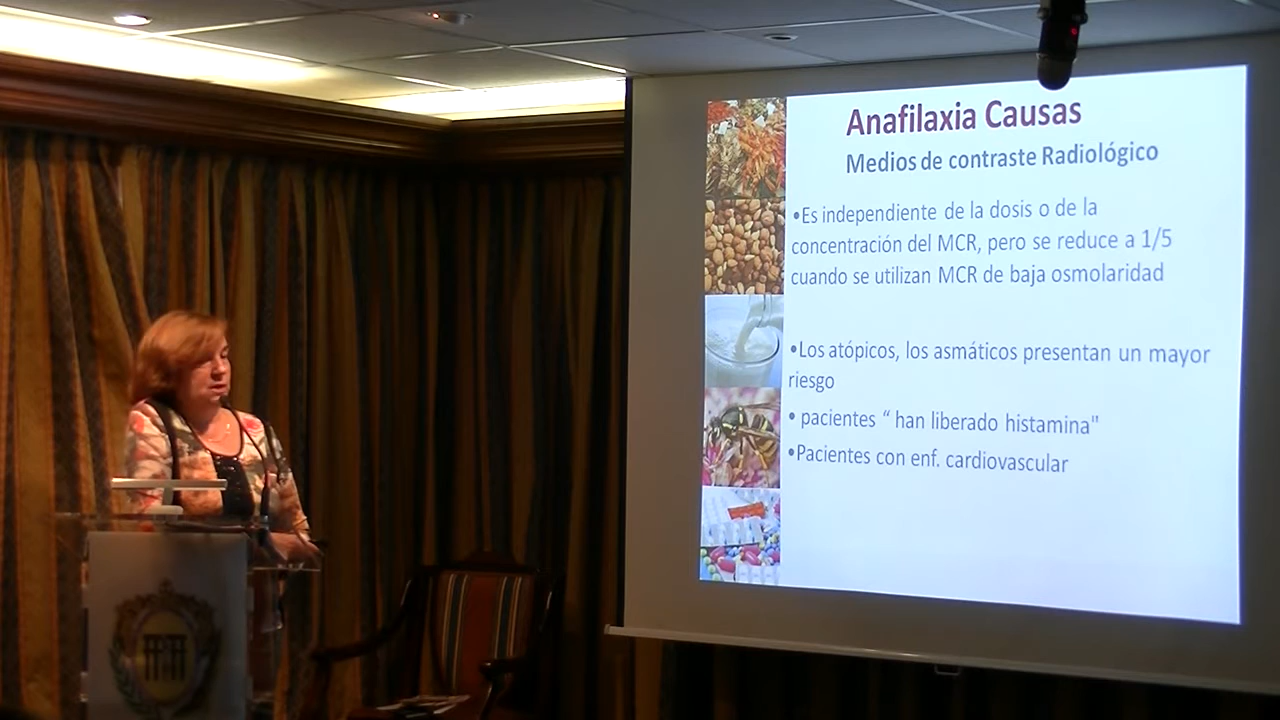 Anafilaxia Causas
Medios de contraste Radiológico
•Es independiente de la dosis o de la
concentración del MCR, pero se reduce a 1/5
cuando se utilizan MCR de baja osmolaridad
•Los atópicos, los asmáticos presentan un mayor
riesgo
• pacientes “ han liberado histamina"
•Pacientes con enf. cardiovascular